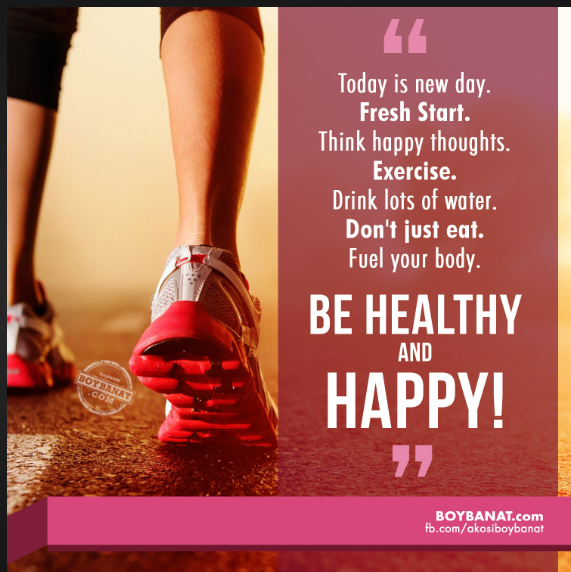 “
Today is new day.
Fresh Start.
Think happy thoughts.
Exercise.
Drink lots of water.
Don't just eat.
Fuel your body.
BE HEALTHY
AND
HAPPY!
”
BOYBANAT
.COM
BOYBANAT.com
fb.com/akosiboybanat